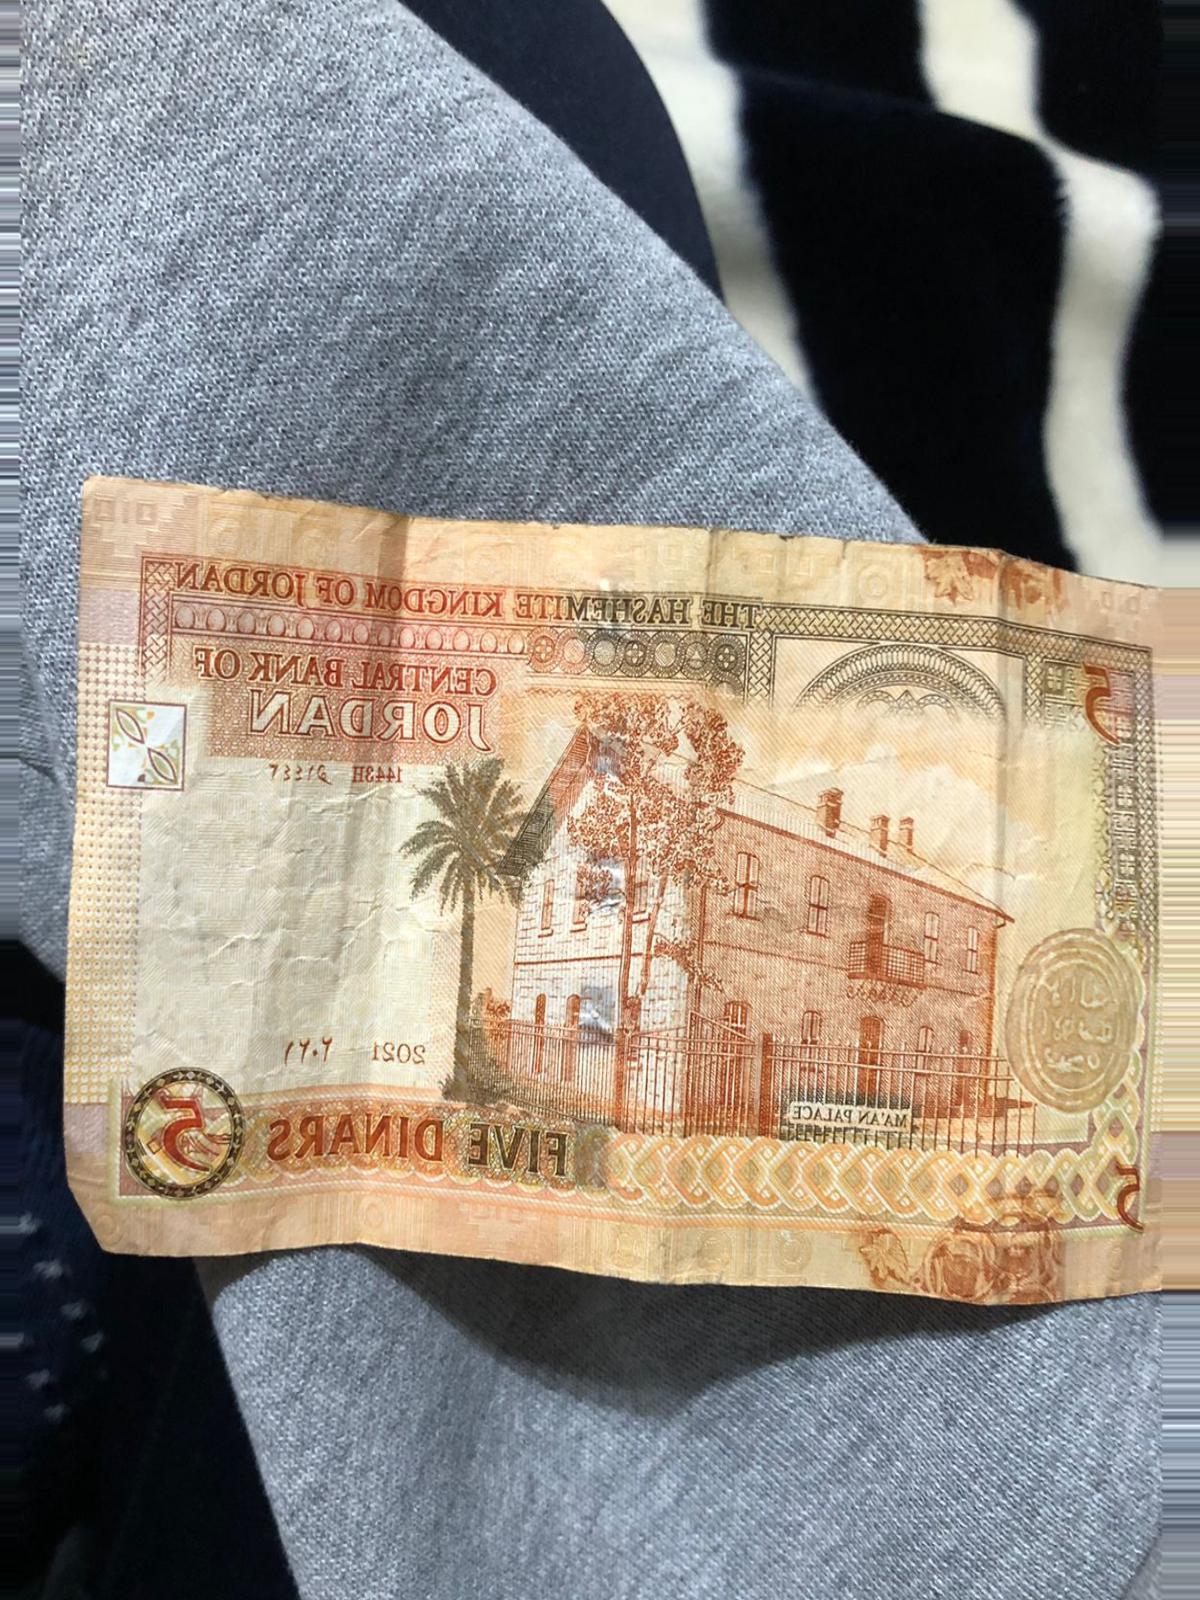 THE HASHEMITE KINGDOM OF JORDAN
CENTRAL BANK OF
JORDAN
1443H ١٤٤٣هـ
5
2021 ٢٠٢١
MA'AN PALACE
FIVE DINARS
5
5